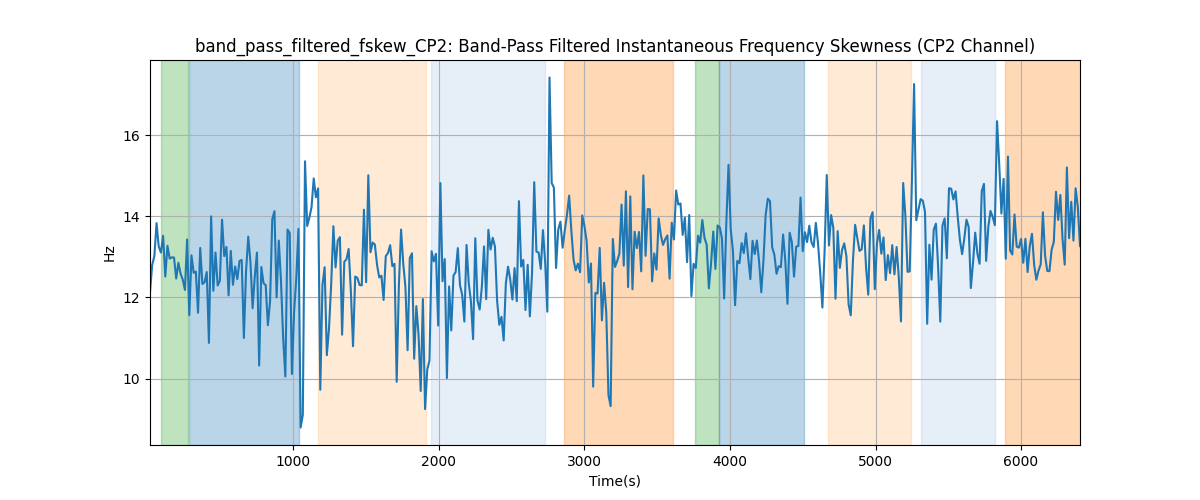 band_pass_filtered_fskew_CP2: Band-Pass Filtered Instantaneous Frequency Skewness (CP2 Channel)
Hz
16
14
12
10
1000 2000 3000 4000 5000 6000
Time(s)